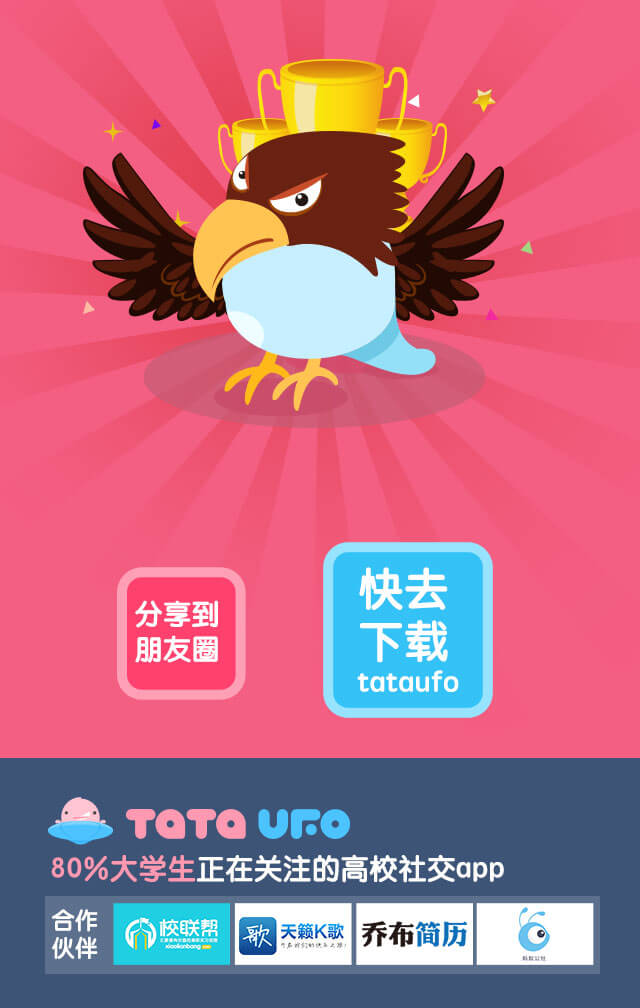 分享到
朋友圈
快去
下载
tataufo
TaTa UFO
80%大学生正在关注的高校社交app
合作
伙伴
校联帮
xiaolianbang
歌
天籁K歌
乔布简历